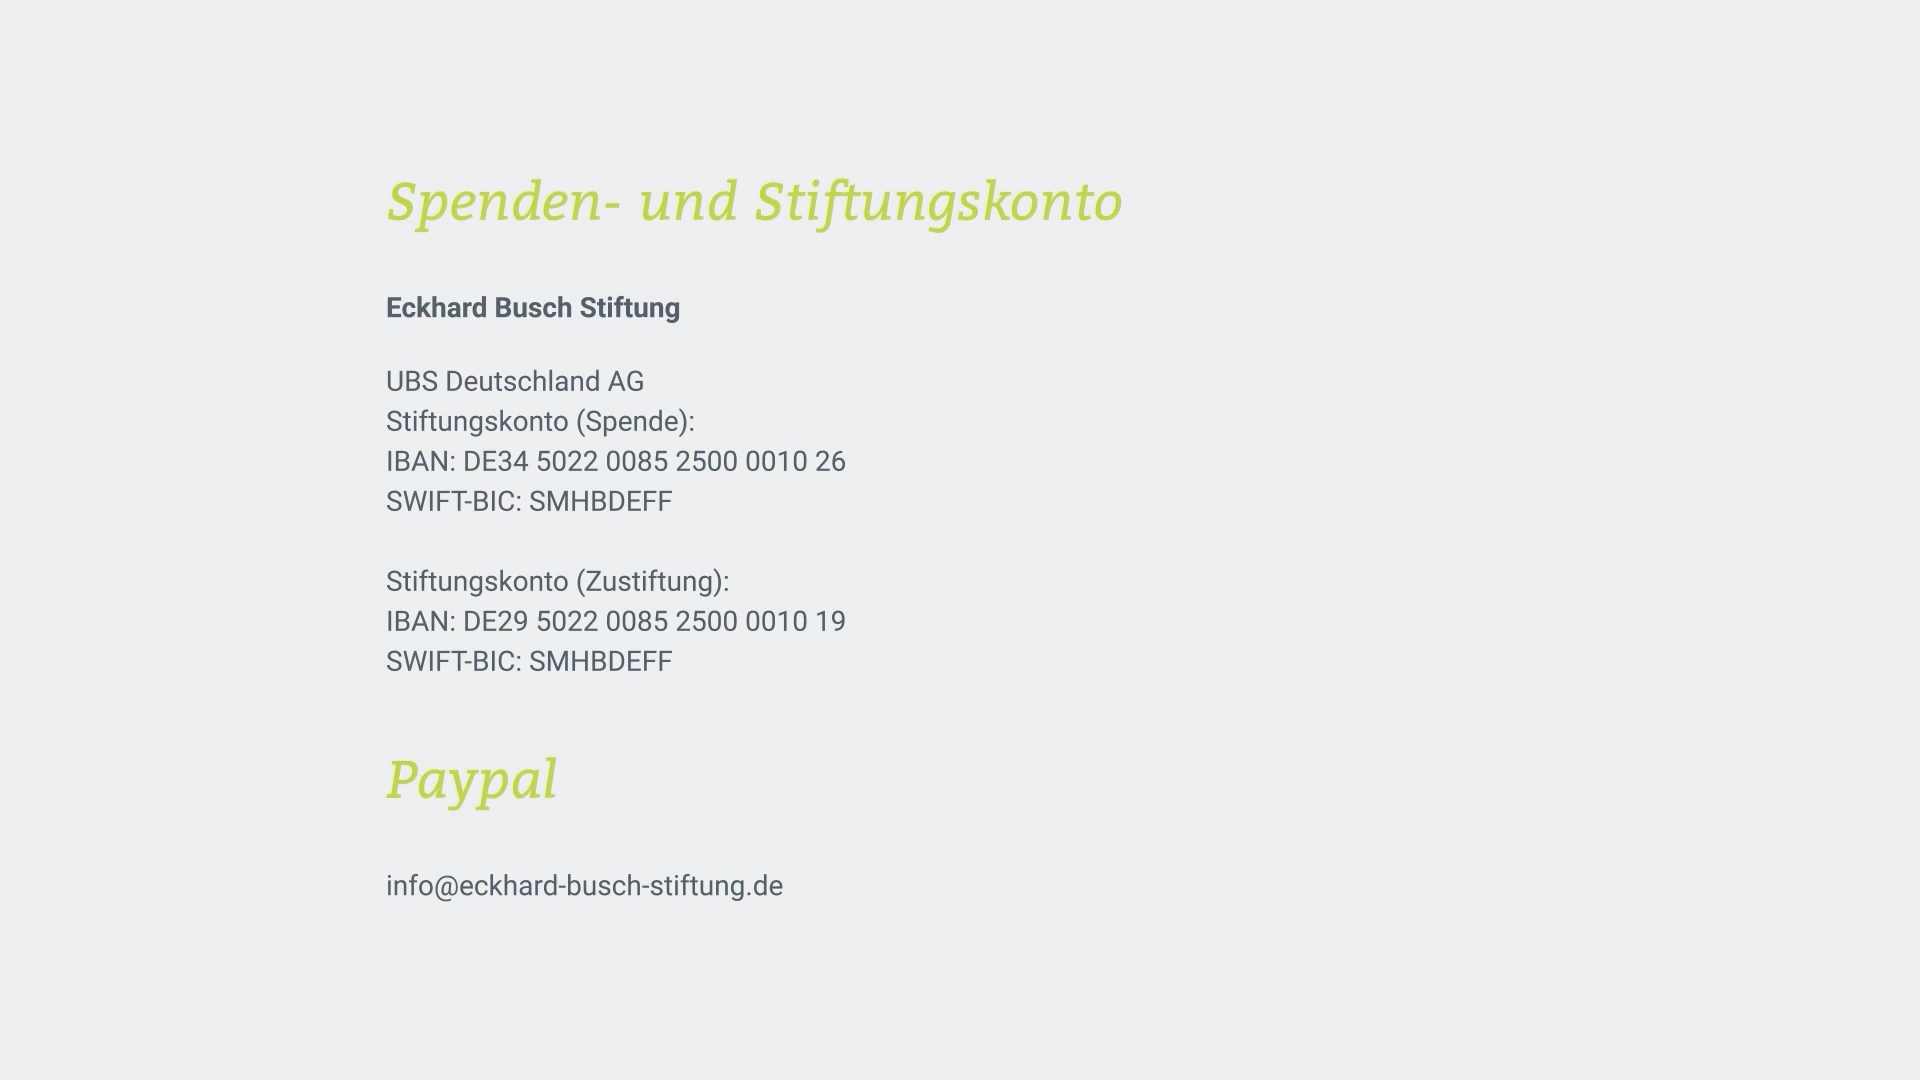 Spenden- und Stiftungskonto
Eckhard Busch Stiftung
UBS Deutschland AG
Stiftungskonto (Spende):
IBAN: DE34 5022 0085 2500 0010 26
SWIFT-BIC: SMHBDEFF
Stiftungskonto (Zustiftung):
IBAN: DE29 5022 0085 2500 0010 19
SWIFT-BIC: SMHBDEFF
Paypal
info@eckhard-busch-stiftung.de